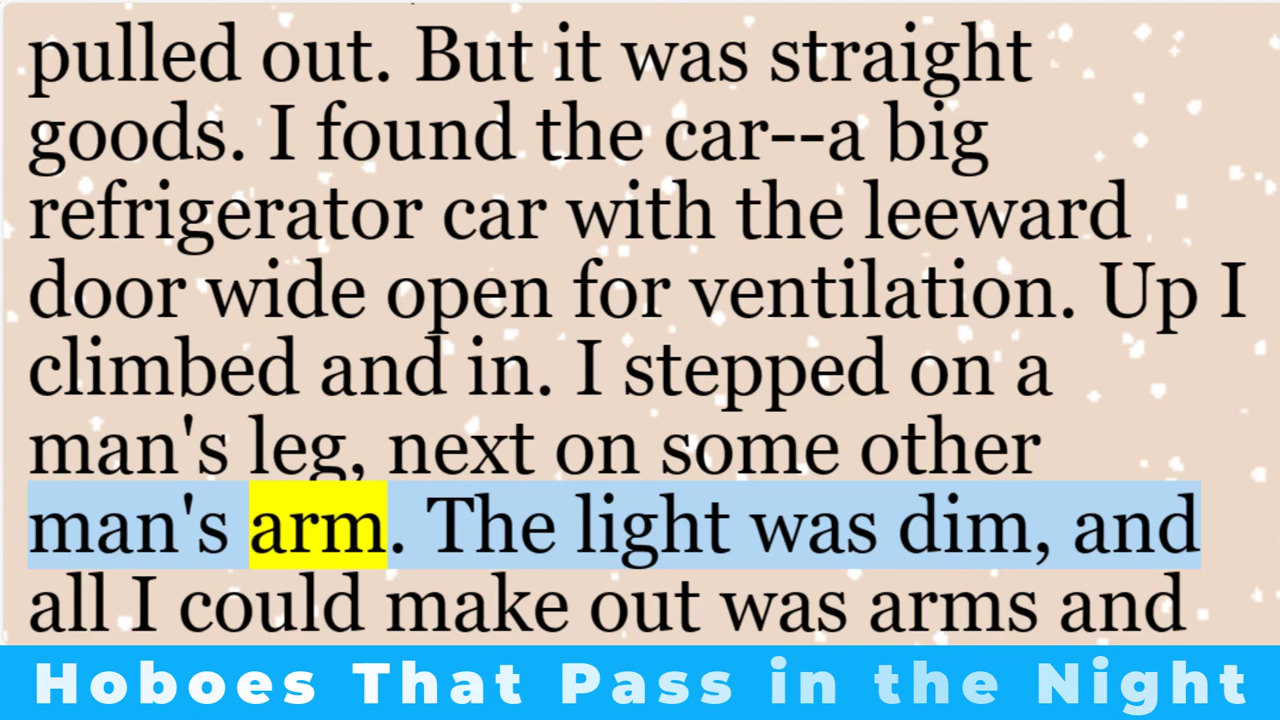 pulled out. But it was straight
goods. I found the car--a big
refrigerator car with the leeward
door wide open for ventilation. Up I
climbed and in. I stepped on a
man's leg, next on some other
man's arm. The light was dim, and
all I could make out was arms and
Hoboes That Pass in the Night